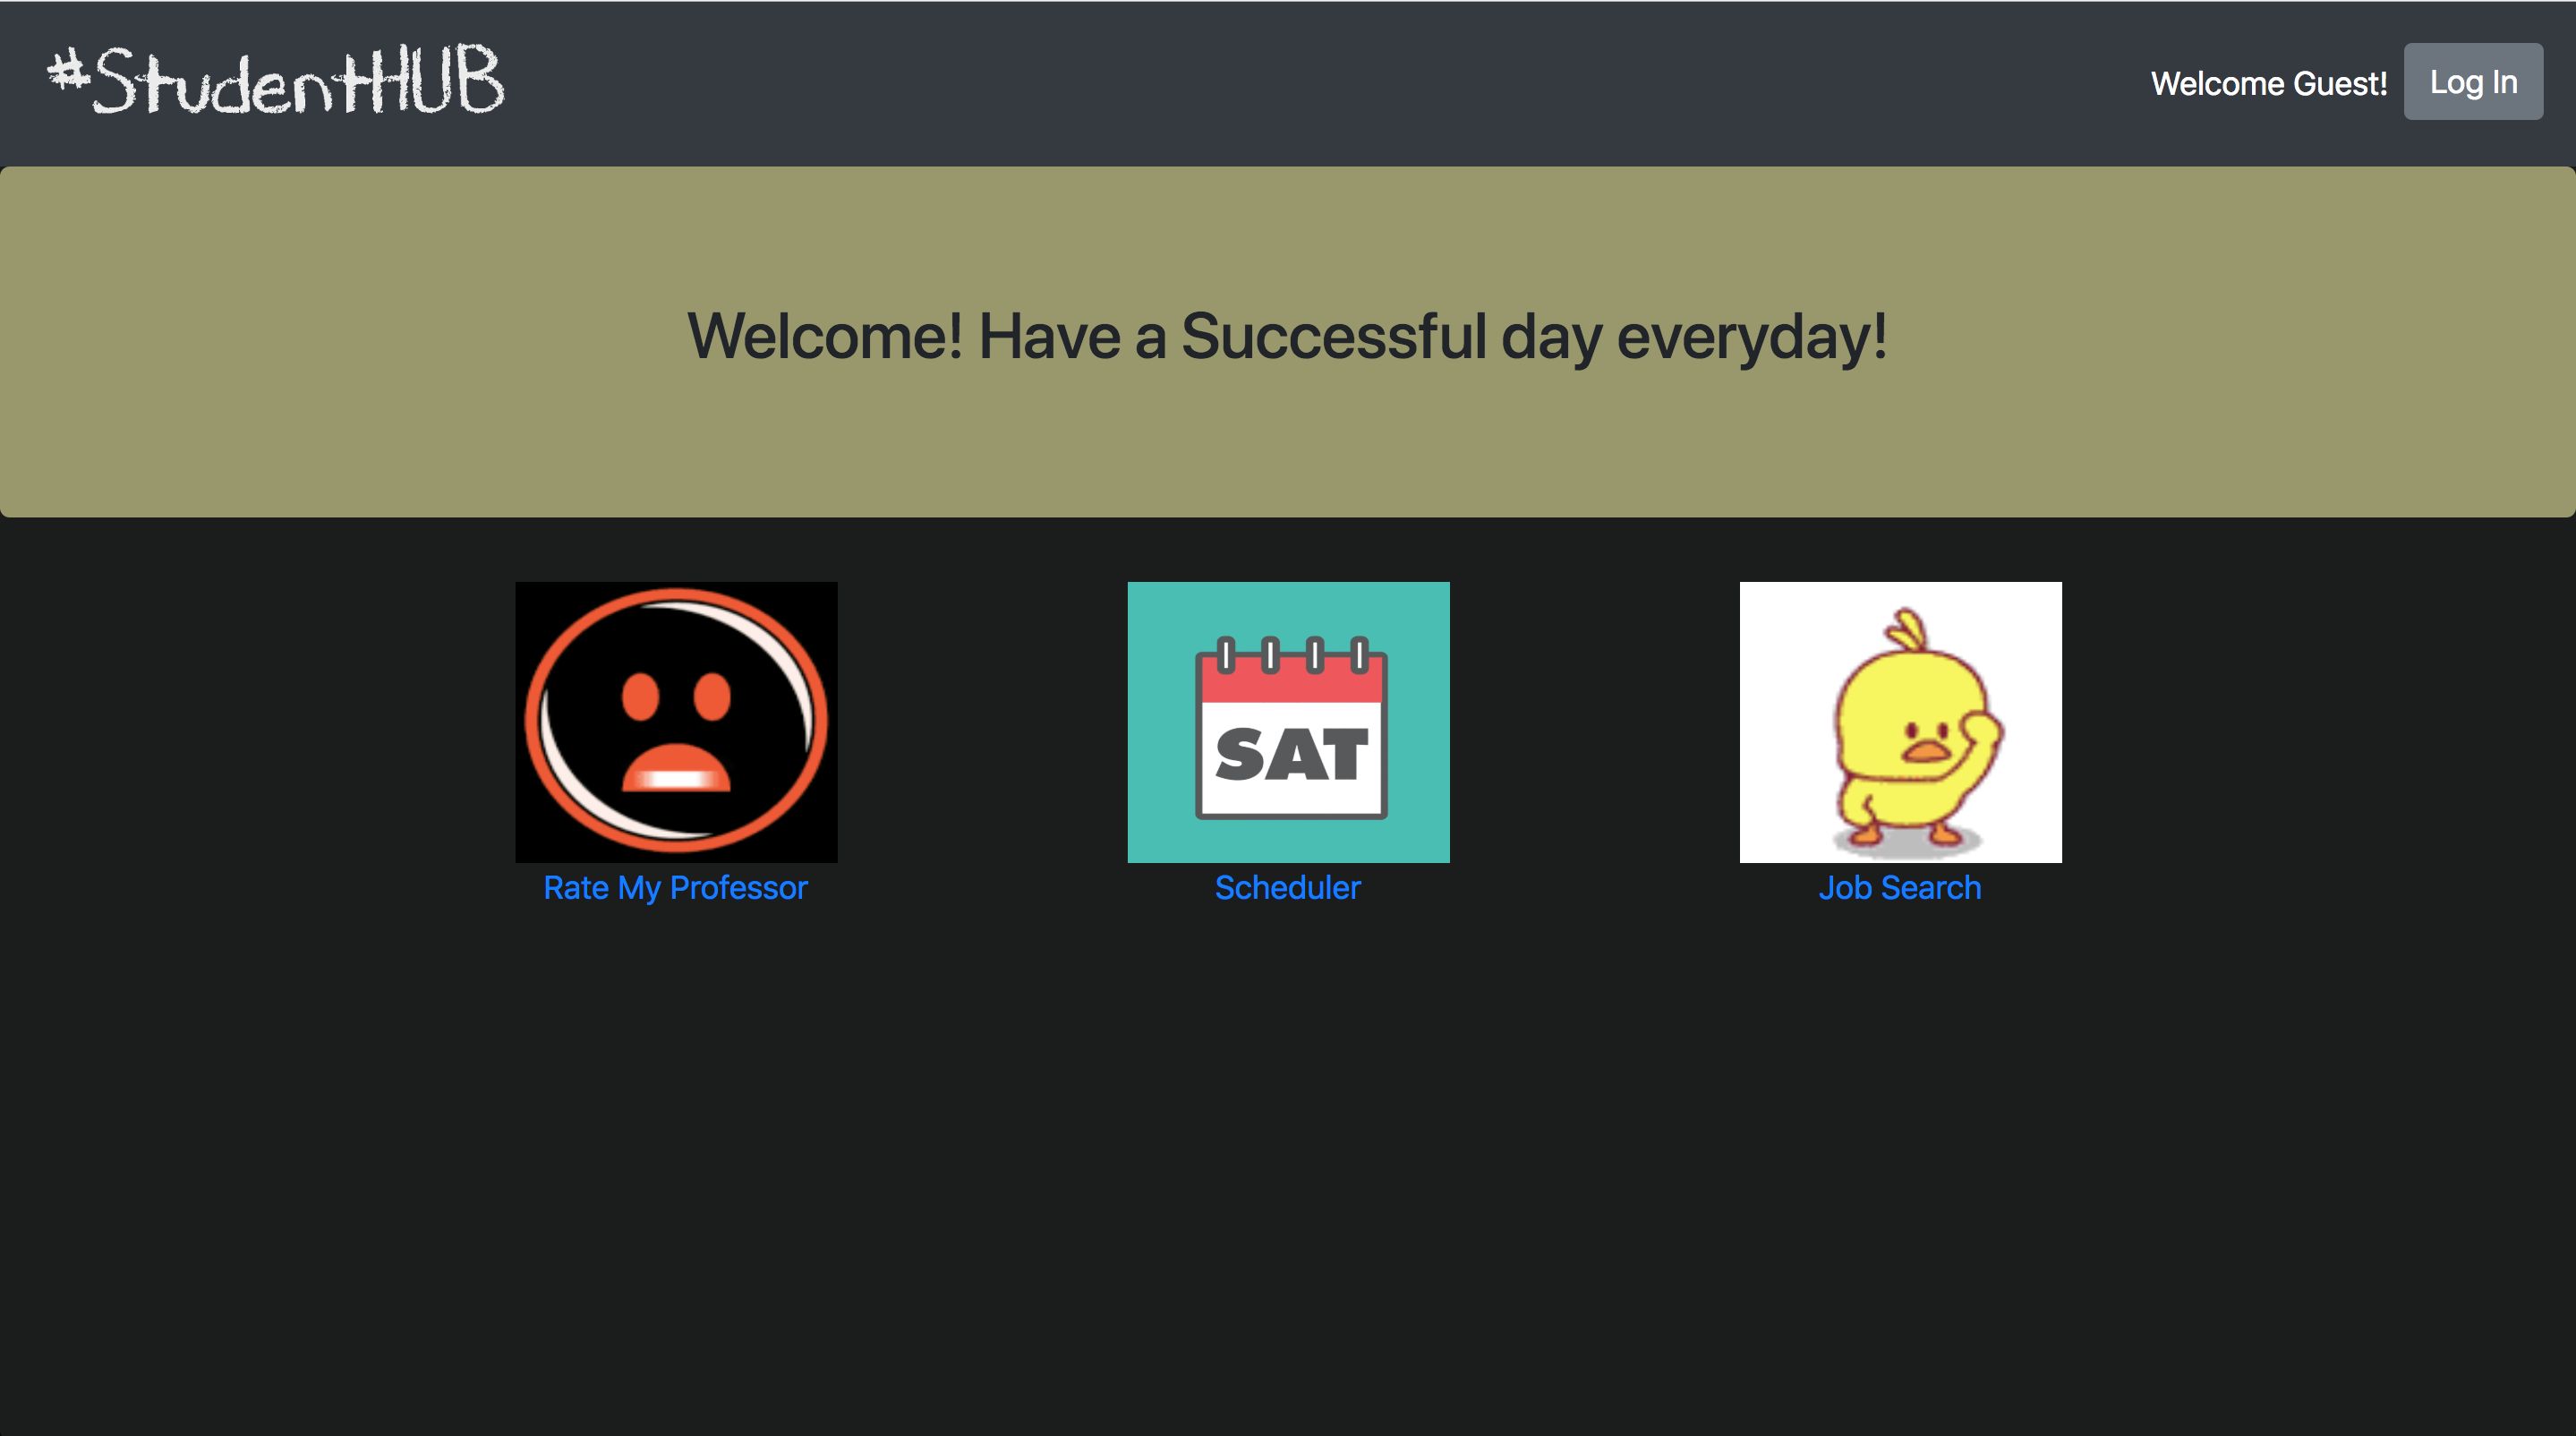 #StudentHUB
Welcome Guest!
Log In
Welcome! Have a Successful day everyday!
SAT
Rate My Professor
Scheduler
Job Search